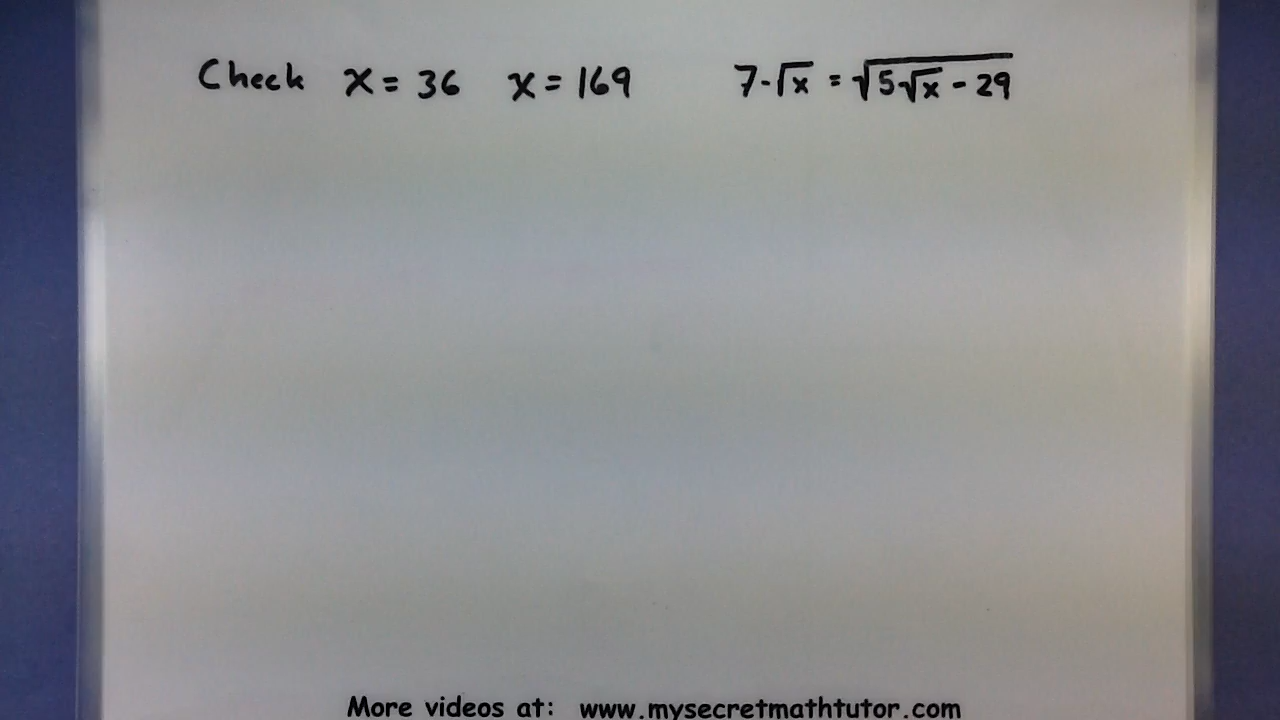 Check x = 36 x = 169 7-√x = √(5√x - 29)
More videos at: www.mysecretmathtutor.com